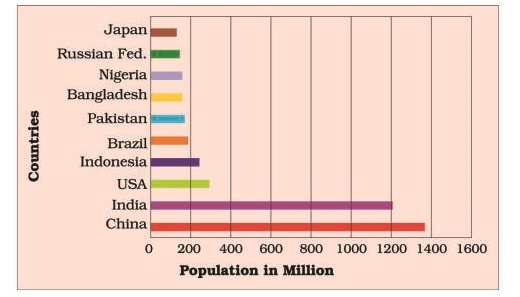 Japan
Russian Fed.
Nigeria
Bangladesh
Pakistan
Brazil
Indonesia
USA
India
China
Countries
0 200 400 600 800 1000 1200 1400 1600
Population in Million